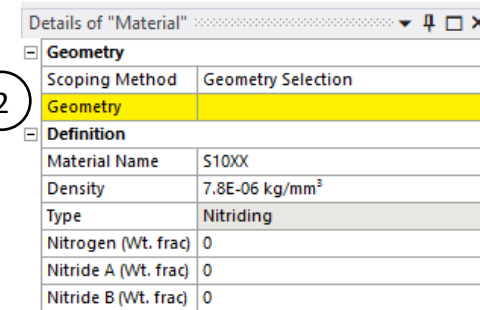 Details of "Material"
Geometry
Scoping Method Geometry Selection
2 Geometry
Definition
Material Name S10XX
Density 7.8E-06 kg/mm³
Type Nitriding
Nitrogen (Wt. frac) 0
Nitride A (Wt. frac) 0
Nitride B (Wt. frac) 0